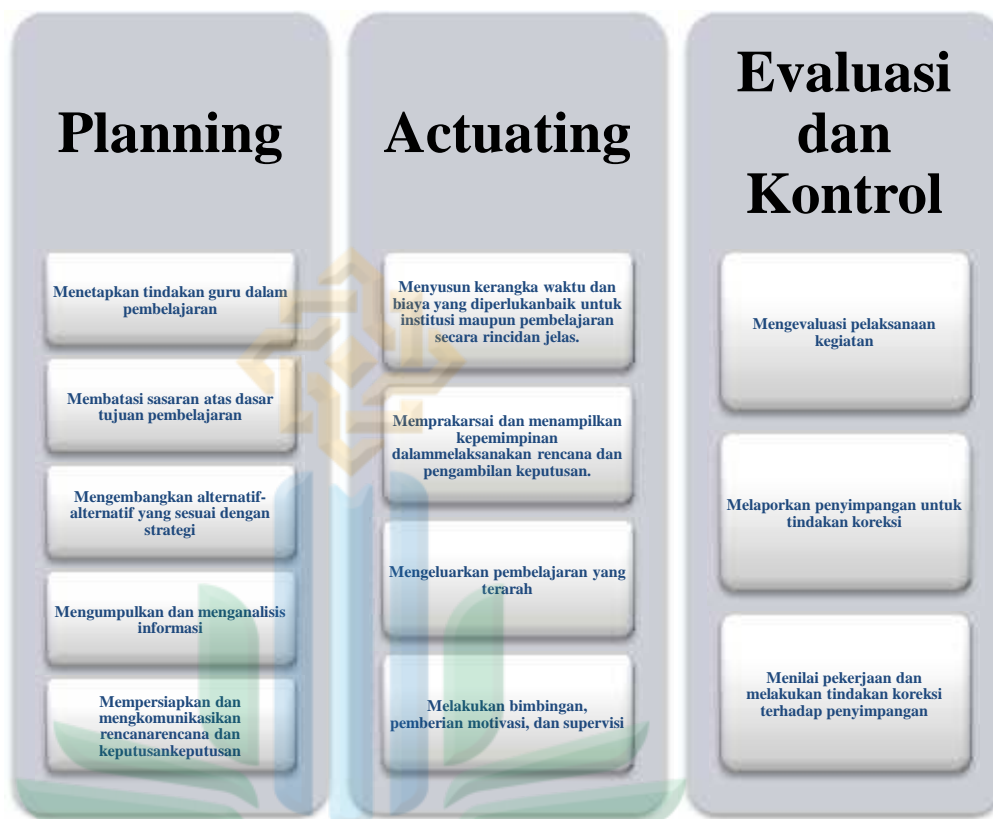 Planning
Menetapkan tindakan guru dalam
pembelajaran
Membatasi sasaran atas dasar
tujuan pembelajaran
Mengembangkan alternatif-
alternatif yang sesuai dengan
strategi
Mengumpulkan dan menganalisis
informasi
Mempersiapkan dan
mengkomunikasikan
rencanarencana dan
keputusankeputusan
Actuating
Menyusun kerangka waktu dan
biaya yang diperlukanbaik untuk
institusi maupun pembelajaran
secara rincidan jelas.
Memprakarsai dan menampilkan
kepemimpinan
dalammelaksanakan rencana dan
pengambilan keputusan.
Mengeluarkan pembelajaran yang
terarah
Melakukan bimbingan,
pemberian motivasi, dan supervisi
Evaluasi
dan
Kontrol
Mengevaluasi pelaksanaan
kegiatan
Melaporkan penyimpangan untuk
tindakan koreksi
Menilai pekerjaan dan
melakukan tindakan koreksi
terhadap penyimpangan